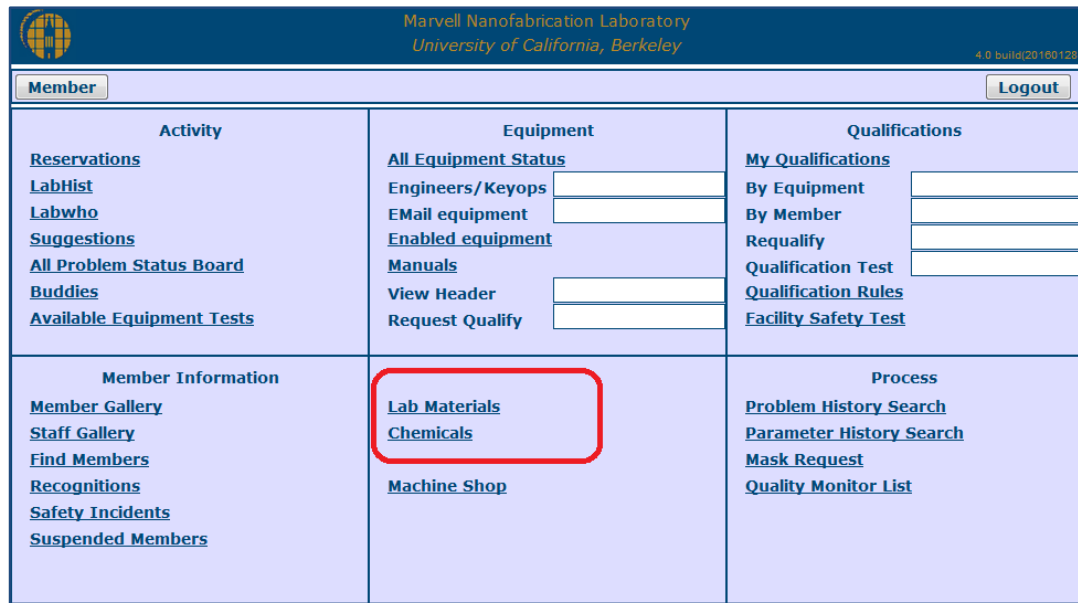 Marvell Nanofabrication Laboratory
University of California, Berkeley
4.0 build(20160128
Member
Logout
Activity
Reservations
LabHist
Labwho
Suggestions
All Problem Status Board
Buddies
Available Equipment Tests
Equipment
All Equipment Status
Engineers/Keyops
EMail equipment
Enabled equipment
Manuals
View Header
Request Qualify
Qualifications
My Qualifications
By Equipment
By Member
Requalify
Qualification Test
Qualification Rules
Facility Safety Test
Member Information
Member Gallery
Staff Gallery
Find Members
Recognitions
Safety Incidents
Suspended Members
Lab Materials
Chemicals
Machine Shop
Process
Problem History Search
Parameter History Search
Mask Request
Quality Monitor List